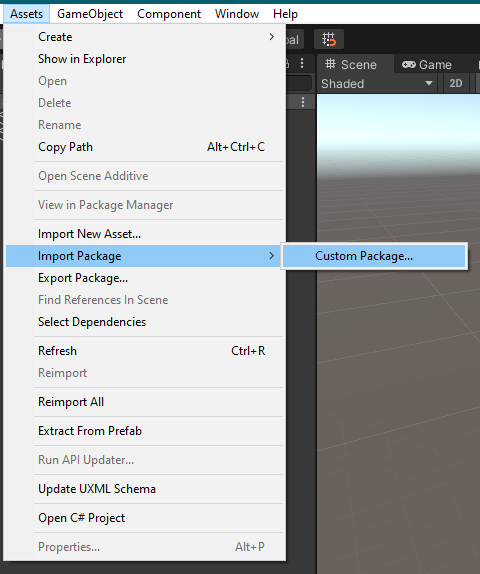 Assets GameObject Component Window Help
Create
Show in Explorer
Open
Delete
Rename
Copy Path Alt+Ctrl+C
Open Scene Additive
View in Package Manager
Import New Asset...
Import Package
Custom Package...
Export Package...
Find References In Scene
Select Dependencies
Refresh Ctrl+R
Reimport
Reimport All
Extract From Prefab
Run API Updater...
Update UXML Schema
Open C# Project
Properties... Alt+P
Scene Game
Shaded 2D